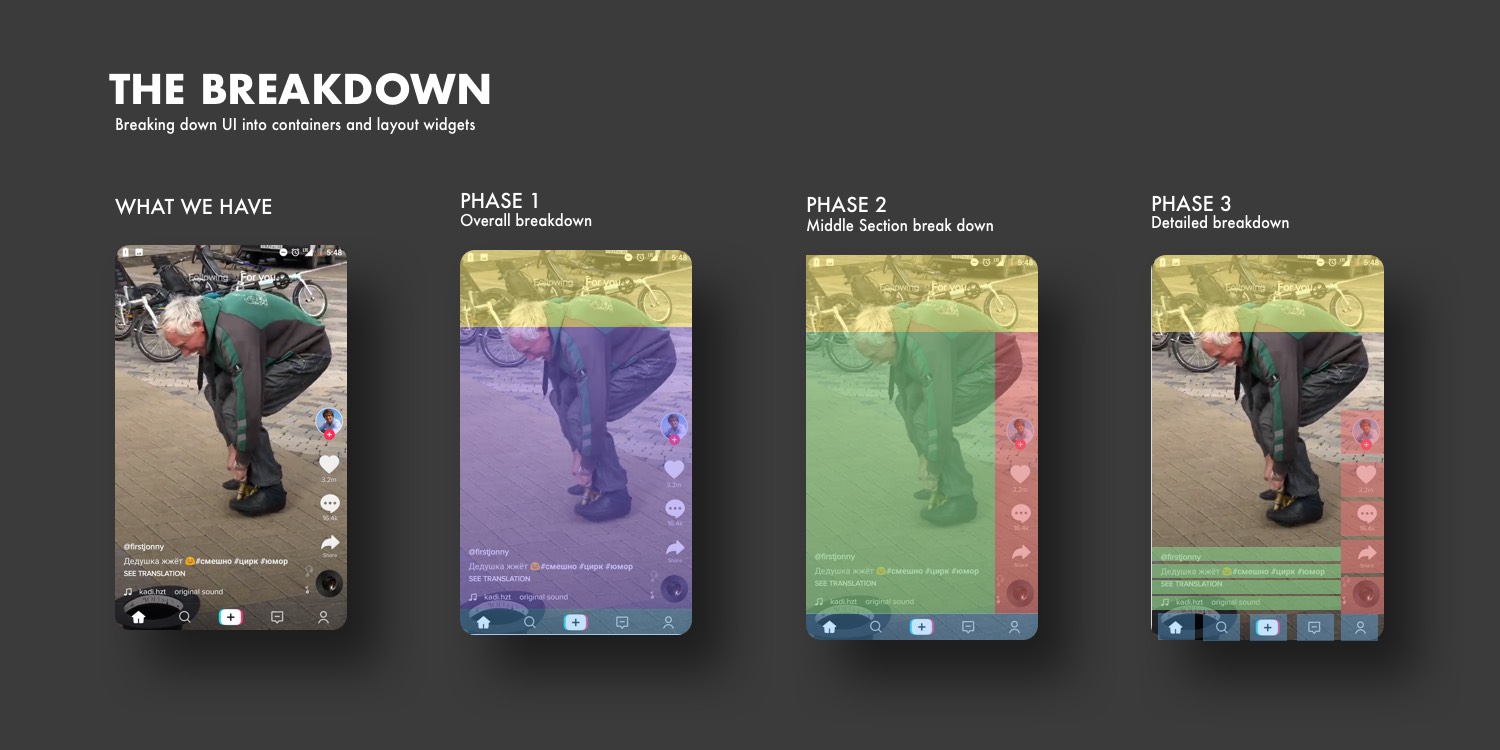 THE BREAKDOWN
Breaking down UI into containers and layout widgets
WHAT WE HAVE
5:48
Following For you
3.2m
16.4k
Share
@firstjonny
Дедушка жжёт 😆#смешно #цирк #юмор
SEE TRANSLATION
kadi.hzt original sound
PHASE 1
Overall breakdown
5:48
Following For you
3.2m
16.4k
Share
@firstjonny
Дедушка жжёт 😆#смешно #цирк #юмор
SEE TRANSLATION
kadi.hzt original sound
PHASE 2
Middle Section break down
5:48
Following For you
3.2m
16.4k
Share
@firstjonny
Дедушка жжёт 😆#смешно #цирк #юмор
SEE TRANSLATION
kadi.hzt original sound
PHASE 3
Detailed breakdown
5:48
Following For you
3.2m
16.4k
Share
@firstjonny
Дедушка жжёт 😆#смешно #цирк #юмор
SEE TRANSLATION
kadi.hzt original sound